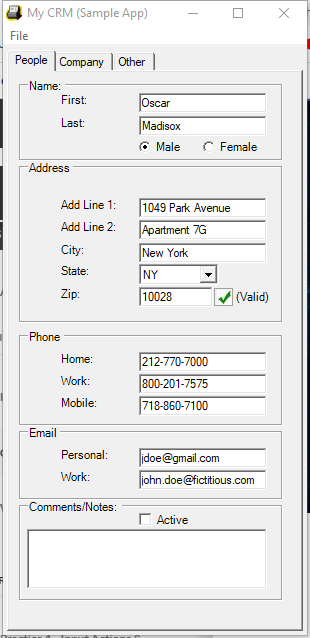 My CRM (Sample App)
File
People Company Other
Name:
First: Oscar
Last: Madisox
Male Female
Address
Add Line 1: 1049 Park Avenue
Add Line 2: Apartment 7G
City: New York
State: NY
Zip: 10028 (Valid)
Phone
Home: 212-770-7000
Work: 800-201-7575
Mobile: 718-860-7100
Email
Personal: jdoe@gmail.com
Work: john.doe@fictitious.com
Comments/Notes:
Active